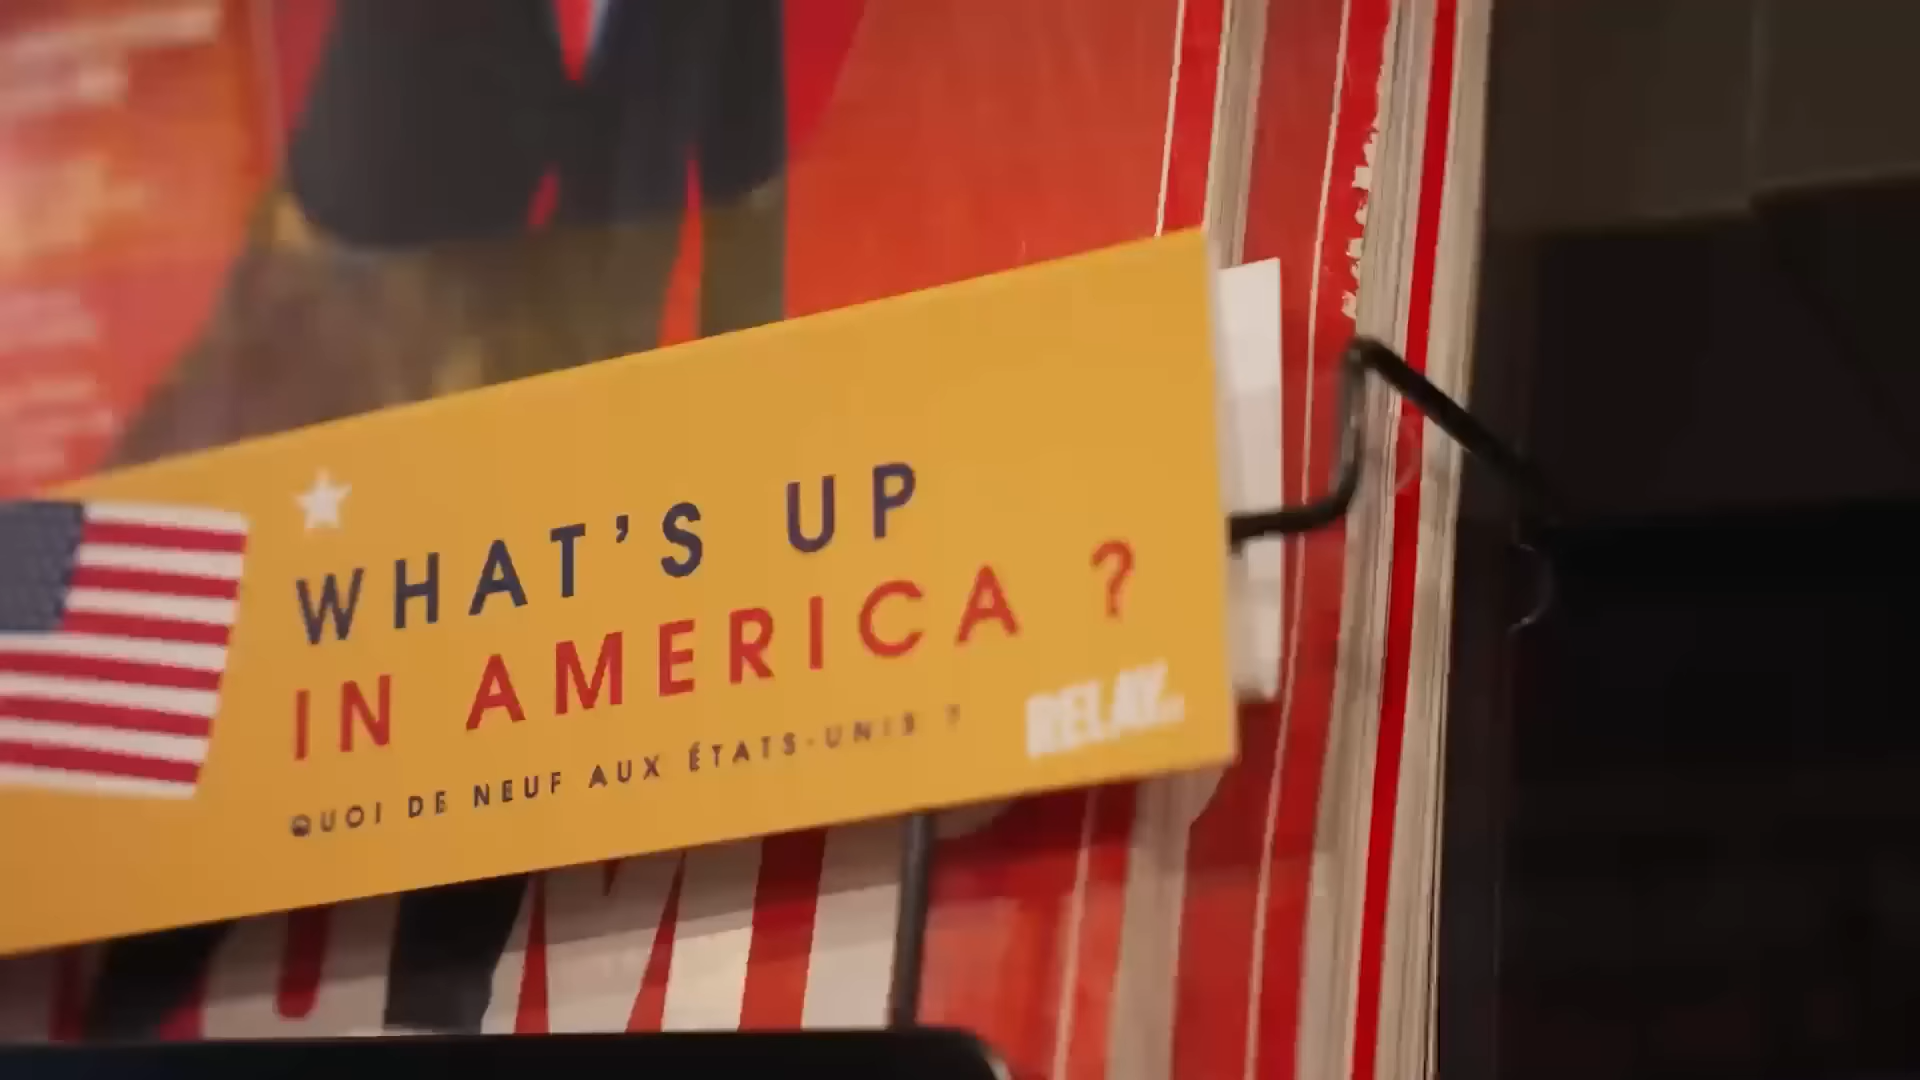 WHAT'S UP
IN AMERICA ?
QUOI DE NEUF AUX ÉTATS-UNIS ?
RELAY